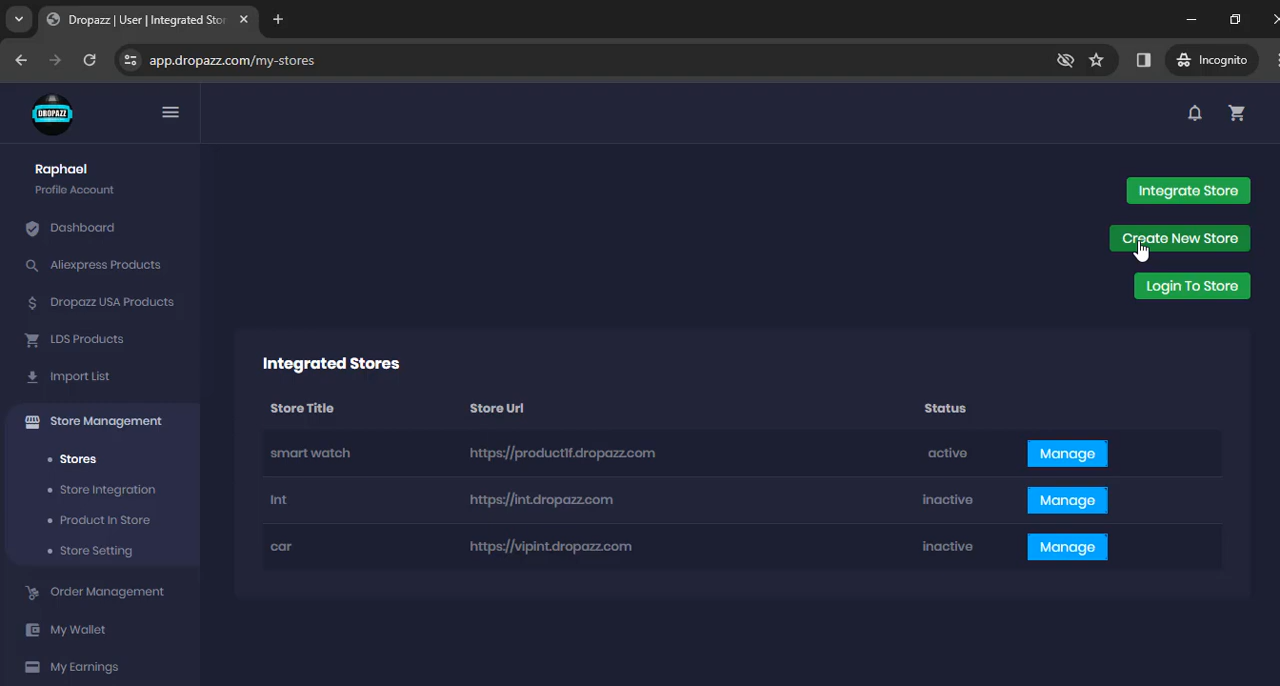 Dropazz | User | Integrated Stor
app.dropazz.com/my-stores
Incognito
DROPAZZ
Raphael
Profile Account
Dashboard
Aliexpress Products
Dropazz USA Products
LDS Products
Import List
Store Management
Stores
Store Integration
Product In Store
Store Setting
Order Management
My Wallet
My Earnings
Integrate Store
Create New Store
Login To Store
Integrated Stores
Store Title Store Url Status
smart watch https://product1f.dropazz.com active Manage
Int https://int.dropazz.com inactive Manage
car https://vipint.dropazz.com inactive Manage